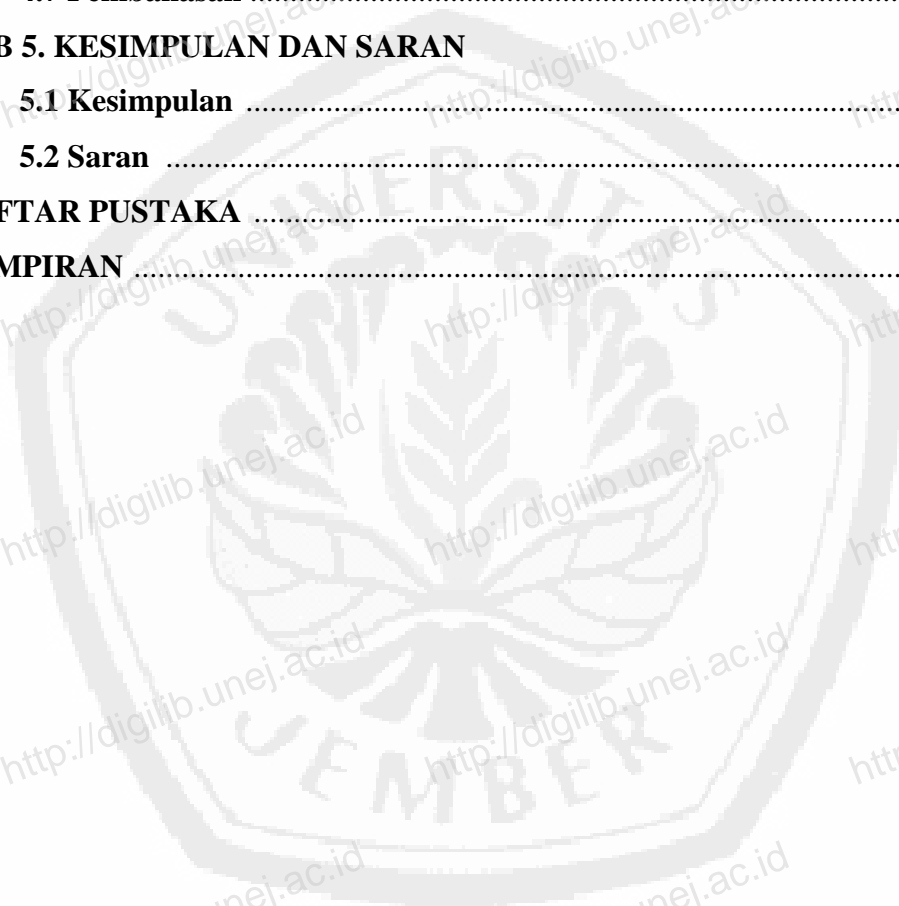 B 5. KESIMPULAN DAN SARAN
5.1 Kesimpulan ................................................................
5.2 Saran ................................................................
FTAR PUSTAKA ................................................................
MPIRAN ................................................................
UNIVERSITAS
JEMBER
http://digilib.unej.ac.id
http://digilib.unej.ac.id
http://digilib.unej.ac.id
http://digilib.unej.ac.id
http://digilib.unej.ac.id
http://digilib.unej.ac.id
http://digilib.unej.ac.id
http://digilib.unej.ac.id